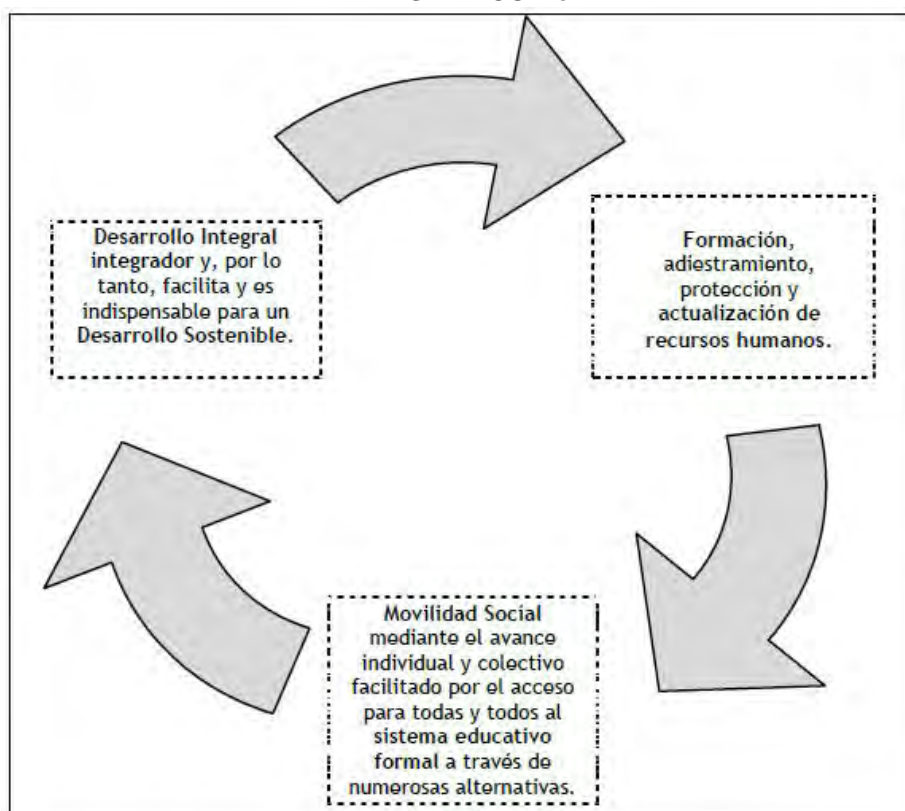 Desarrollo Integral
integrador y, por lo
tanto, facilita y es
indispensable para un
Desarrollo Sostenible.
Formación,
adiestramiento,
protección y
actualización de
recursos humanos.
Movilidad Social
mediante el avance
individual y colectivo
facilitado por el acceso
para todas y todos al
sistema educativo
formal a través de
numerosas alternativas.